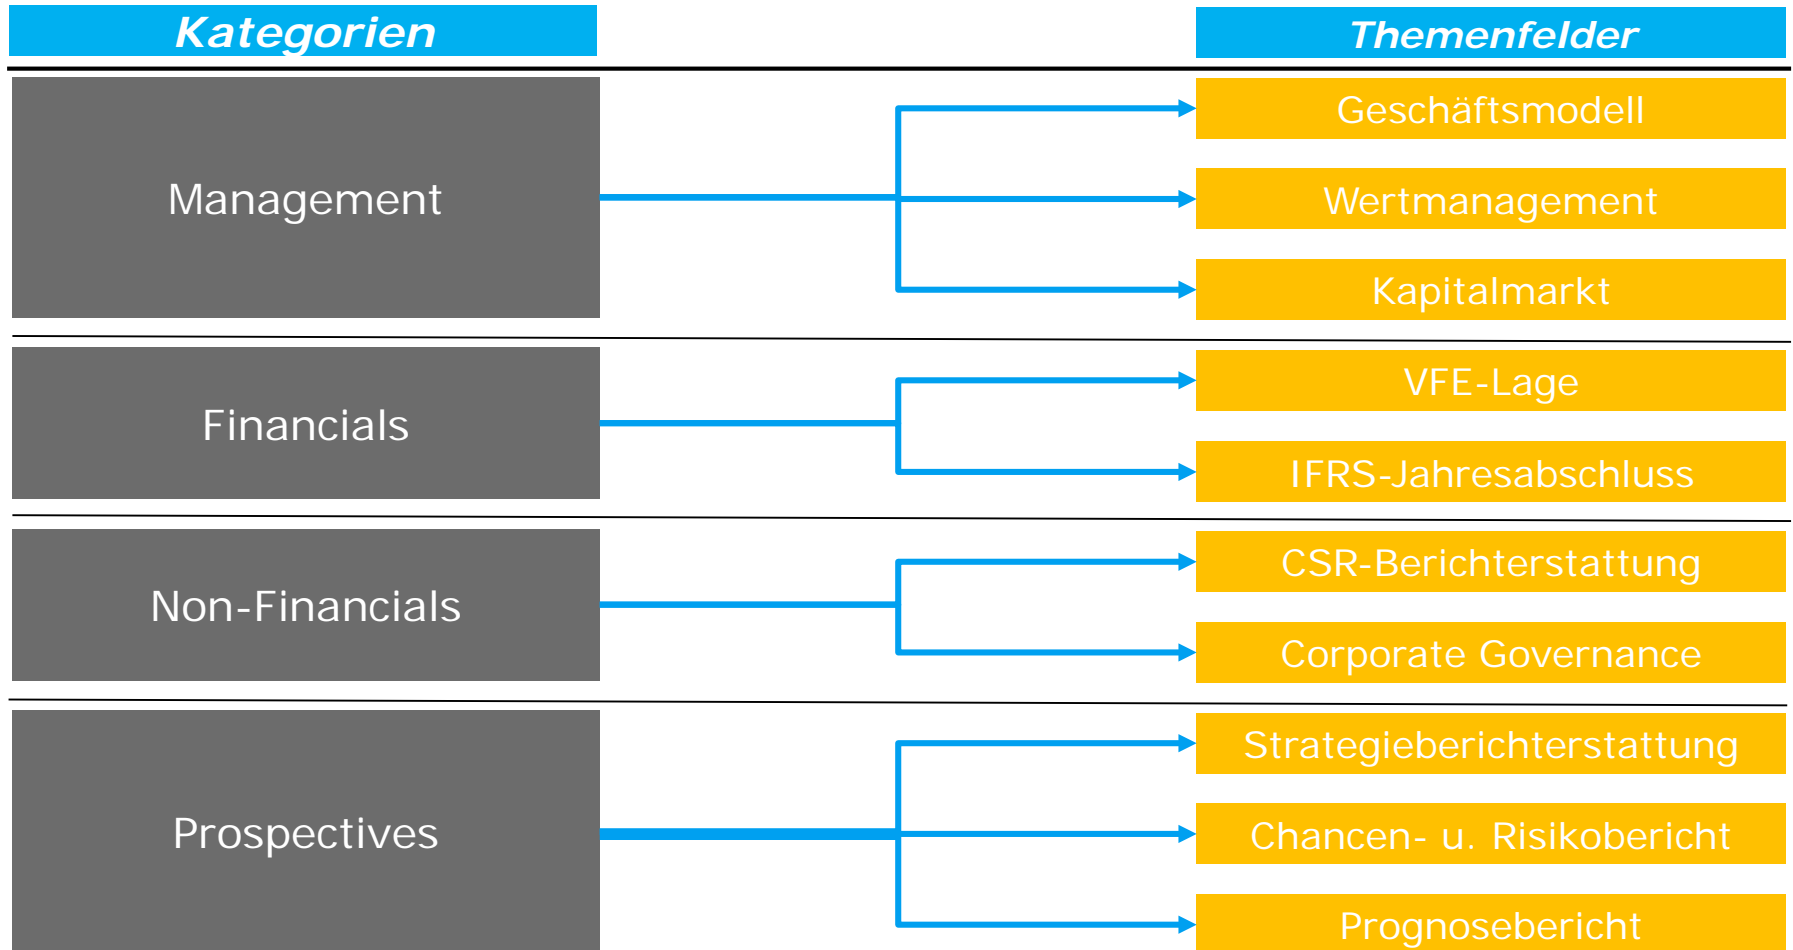 Kategorien
Themenfelder
Management
Geschäftsmodell
Wertmanagement
Kapitalmarkt
Financials
VFE-Lage
IFRS-Jahresabschluss
Non-Financials
CSR-Berichterstattung
Corporate Governance
Prospectives
Strategieberichterstattung
Chancen- u. Risikobericht
Prognosebericht